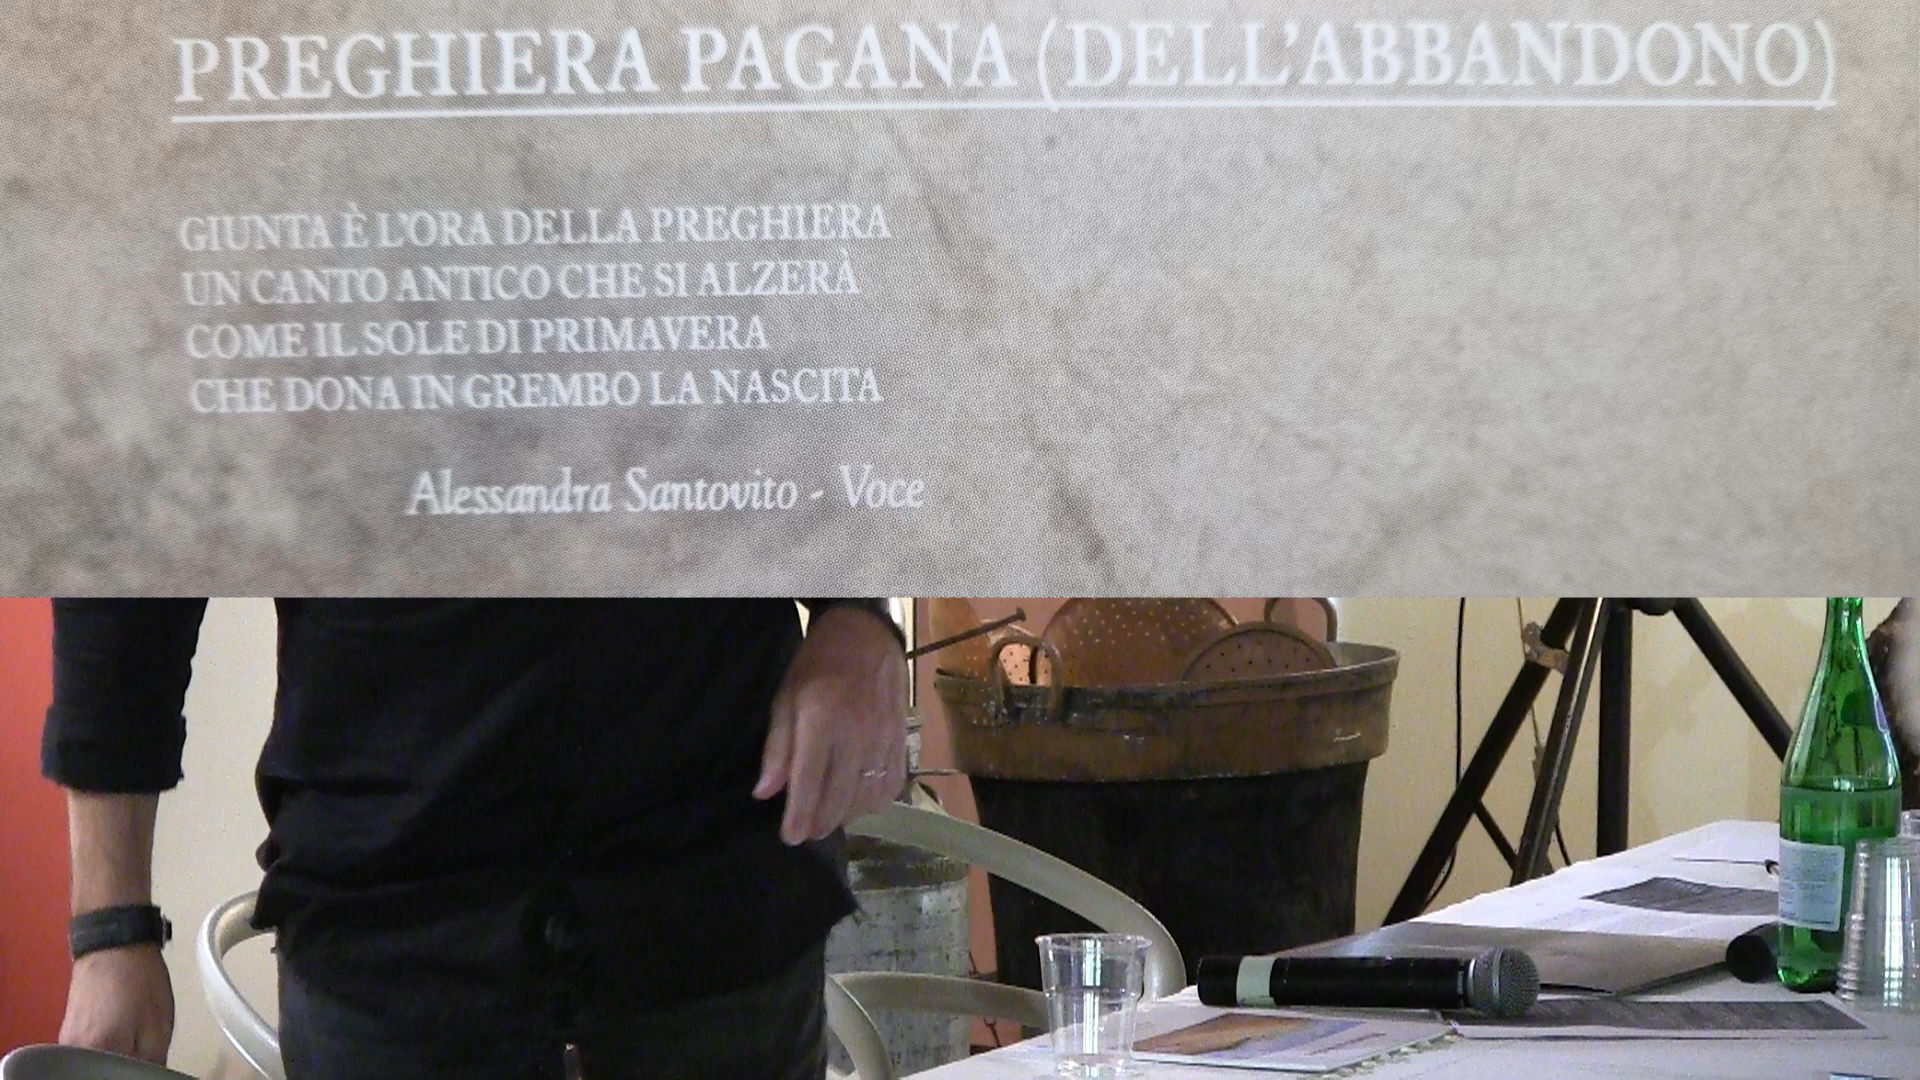 PREGHIERA PAGANA (DELL'ABBANDONO)
GIUNTA È L'ORA DELLA PREGHIERA
UN CANTO ANTICO CHE SI ALZERÀ
COME IL SOLE DI PRIMAVERA
CHE DONA IN GREMBO LA NASCITA
Alessandra Santovito - Voce